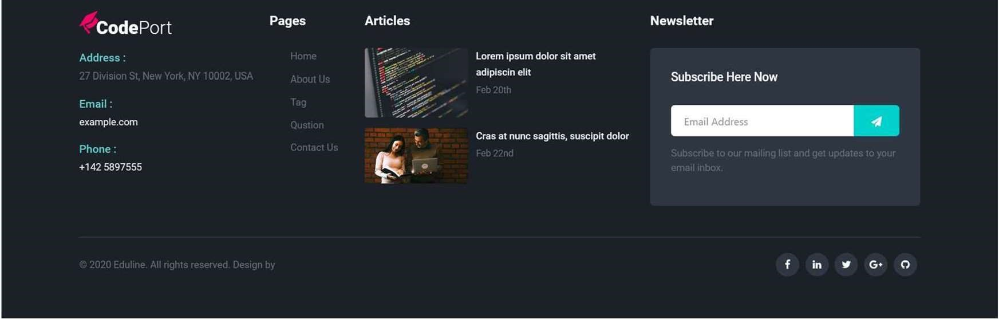 CodePort
Address :
27 Division St, New York, NY 10002, USA
Email :
example.com
Phone :
+142 5897555
Pages
Home
About Us
Tag
Qustion
Contact Us
Articles
Lorem ipsum dolor sit amet
adipiscin elit
Feb 20th
Cras at nunc sagittis, suscipit dolor
Feb 22nd
Newsletter
Subscribe Here Now
Email Address
Subscribe to our mailing list and get updates to your
email inbox.
© 2020 Eduline. All rights reserved. Design by